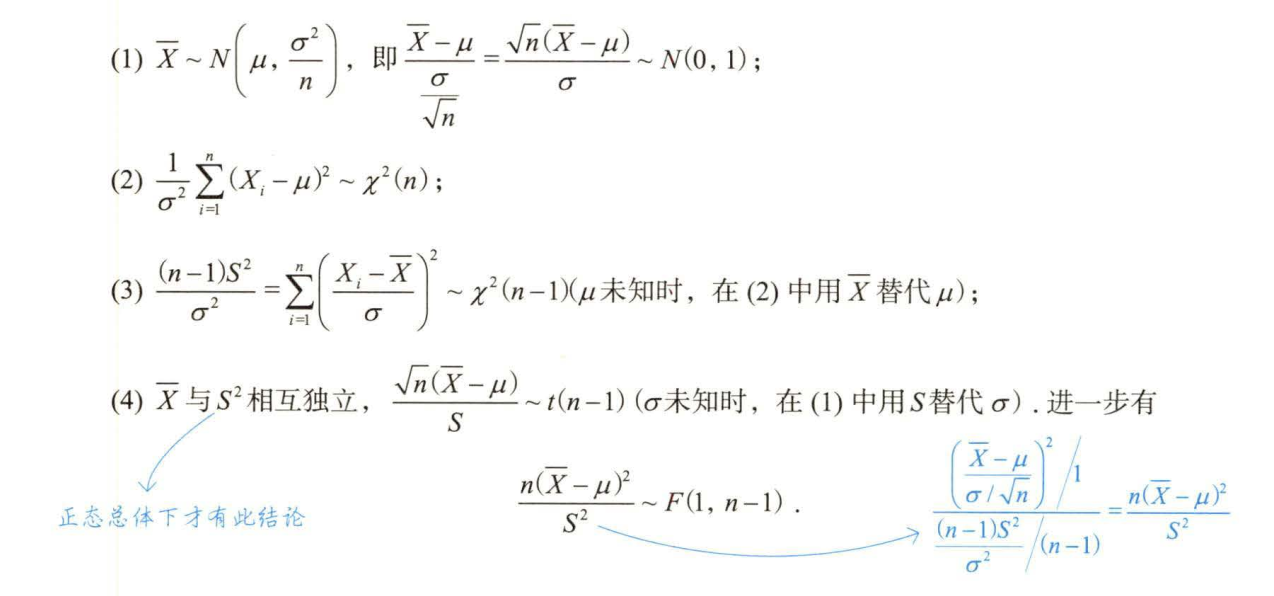 (1) $\overline{X} \sim N\left(\mu, \frac{\sigma^2}{n}\right)$，即 $\frac{\overline{X}-\mu}{\frac{\sigma}{\sqrt{n}}} = \frac{\sqrt{n}(\overline{X}-\mu)}{\sigma} \sim N(0, 1)$；
(2) $\frac{1}{\sigma^2}\sum_{i=1}^{n}(X_i-\mu)^2 \sim \chi^2(n)$；
(3) $\frac{(n-1)S^2}{\sigma^2} = \sum_{i=1}^{n}\left(\frac{X_i-\overline{X}}{\sigma}\right)^2 \sim \chi^2(n-1)$(μ未知时，在 (2) 中用 $\overline{X}$ 替代 μ)；
(4) $\overline{X}$ 与 $S^2$ 相互独立，$\frac{\sqrt{n}(\overline{X}-\mu)}{S} \sim t(n-1)$ (σ未知时，在 (1) 中用S替代 σ) . 进一步有
$\frac{n(\overline{X}-\mu)^2}{S^2} \sim F(1, n-1)$ .
$\frac{\left(\frac{\overline{X}-\mu}{\sigma/\sqrt{n}}\right)^2/1}{\frac{(n-1)S^2}{\sigma^2}/(n-1)} = \frac{n(\overline{X}-\mu)^2}{S^2}$
正态总体下才有此结论